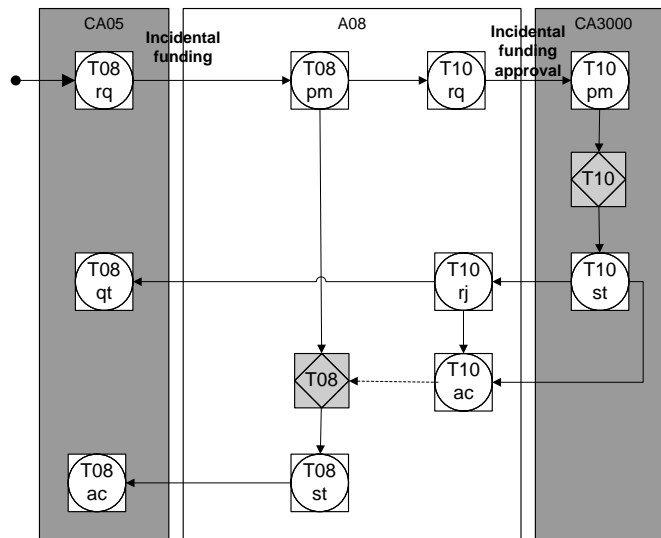 CA05
A08
CA3000
Incidental
funding
Incidental
funding
approval
T08
rq
T08
pm
T10
rq
T10
pm
T10
T08
qt
T10
rj
T10
st
T08
T10
ac
T08
ac
T08
st